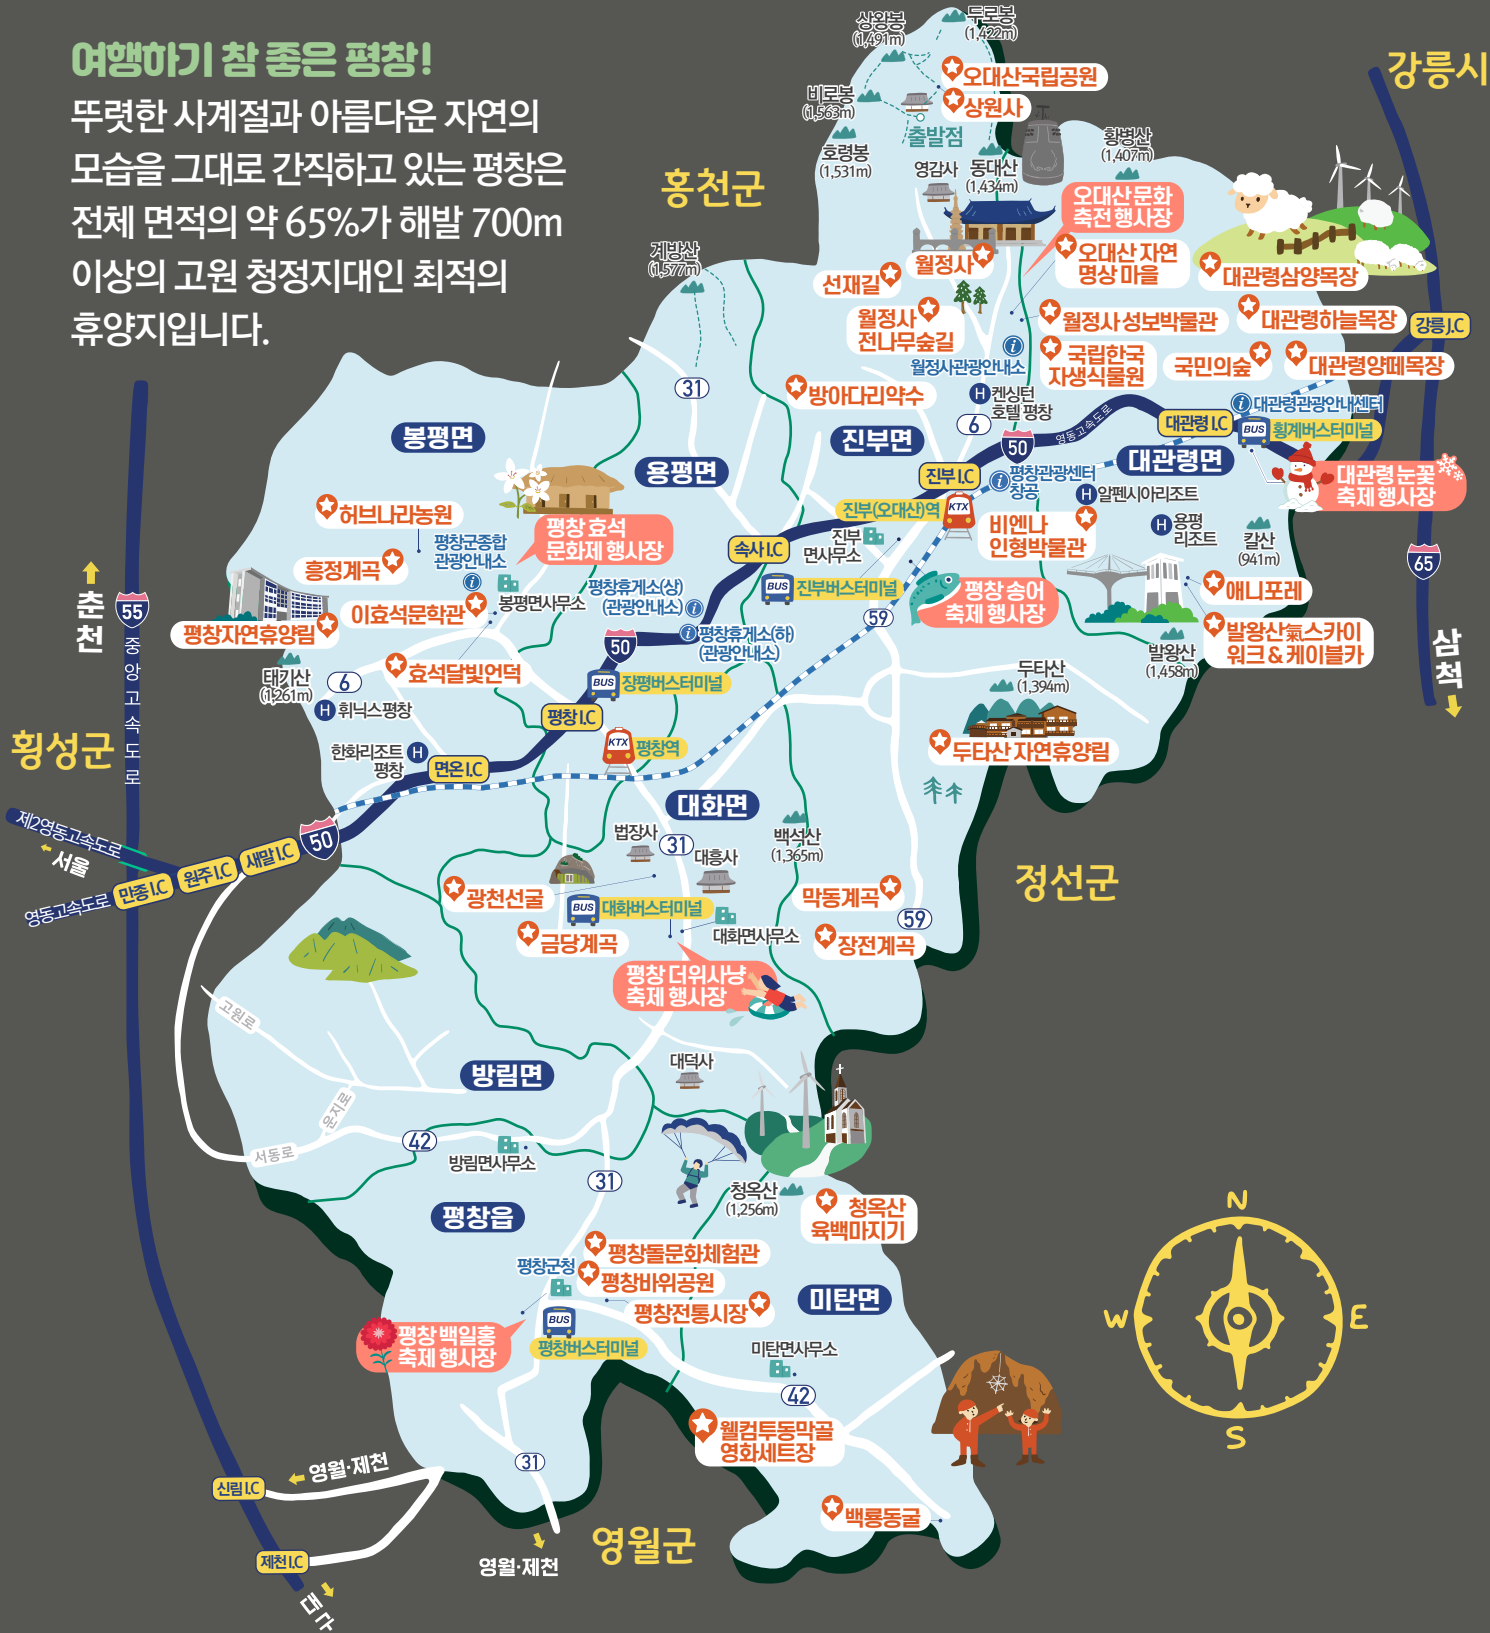 여행하기 참 좋은 평창!
뚜렷한 사계절과 아름다운 자연의
모습을 그대로 간직하고 있는 평창은
전체 면적의 약 65%가 해발 700m
이상의 고원 청정지대인 최적의
휴양지입니다.
상왕봉
(1,491m)
두로봉
(1,422m)
오대산국립공원
상원사
비로봉
(1,563m)
출발점
호령봉
(1,531m)
영감사
동대산
(1,434m)
황병산
(1,407m)
강릉시
홍천군
오대산 문화
축전 행사장
계방산
(1,577m)
월정사
선재길
오대산 자연
명상 마을
대관령삼양목장
월정사
전나무숲길
월정사 성보박물관
대관령하늘목장
강릉 J.C
월정사관광안내소
국립한국
자생식물원
국민의숲
대관령양떼목장
31
방아다리약수
켄싱턴
호텔 평창
H
6
50
영동고속도로
대관령 I.C
대관령관광안내센터
BUS
횡계버스터미널
봉평면
용평면
진부면
대관령면
대관령 눈꽃
축제 행사장
진부 I.C
평창관광센터
창공
H 알펜시아리조트
진부(오대산)역
KTX
비엔나
인형박물관
H 용평
리조트
칼산
(941m)
허브나라농원
평창 효석
문화제 행사장
평창군종합
관광안내소
흥정계곡
속사 I.C
진부
면사무소
BUS
진부버스터미널
평창 송어
축제 행사장
65
애니포레
발왕산氣스카이
워크 & 케이블카
발왕산
(1,458m)
춘천
55
중앙고속도로
이효석문학관
봉평면사무소
평창휴게소(상)
(관광안내소)
평창휴게소(하)
(관광안내소)
50
59
평창자연휴양림
태기산
(1,261m)
6
효석달빛언덕
BUS
장평버스터미널
두타산
(1,394m)
삼척
H 휘닉스평창
평창 I.C
KTX
평창역
두타산 자연휴양림
횡성군
한화리조트
평창
H
면온 I.C
대화면
제2영동고속도로
서울
50
새말 I.C
원주 I.C
만종 I.C
영동고속도로
법장사
31
대흥사
백석산
(1,365m)
정선군
광천선굴
BUS
대화버스터미널
막동계곡
59
금당계곡
대화면사무소
장전계곡
평창 더위사냥
축제 행사장
고원로
방림면
대덕사
운지로
서동로
42
방림면사무소
31
청옥산
(1,256m)
청옥산
육백마지기
평창읍
평창돌문화체험관
평창군청
평창바위공원
평창전통시장
미탄면
평창 백일홍
축제 행사장
BUS
평창버스터미널
미탄면사무소
42
웰컴투동막골
영화세트장
31
백룡동굴
신림 I.C
영월·제천
제천 I.C
영월·제천
영월군
N
W
E
S